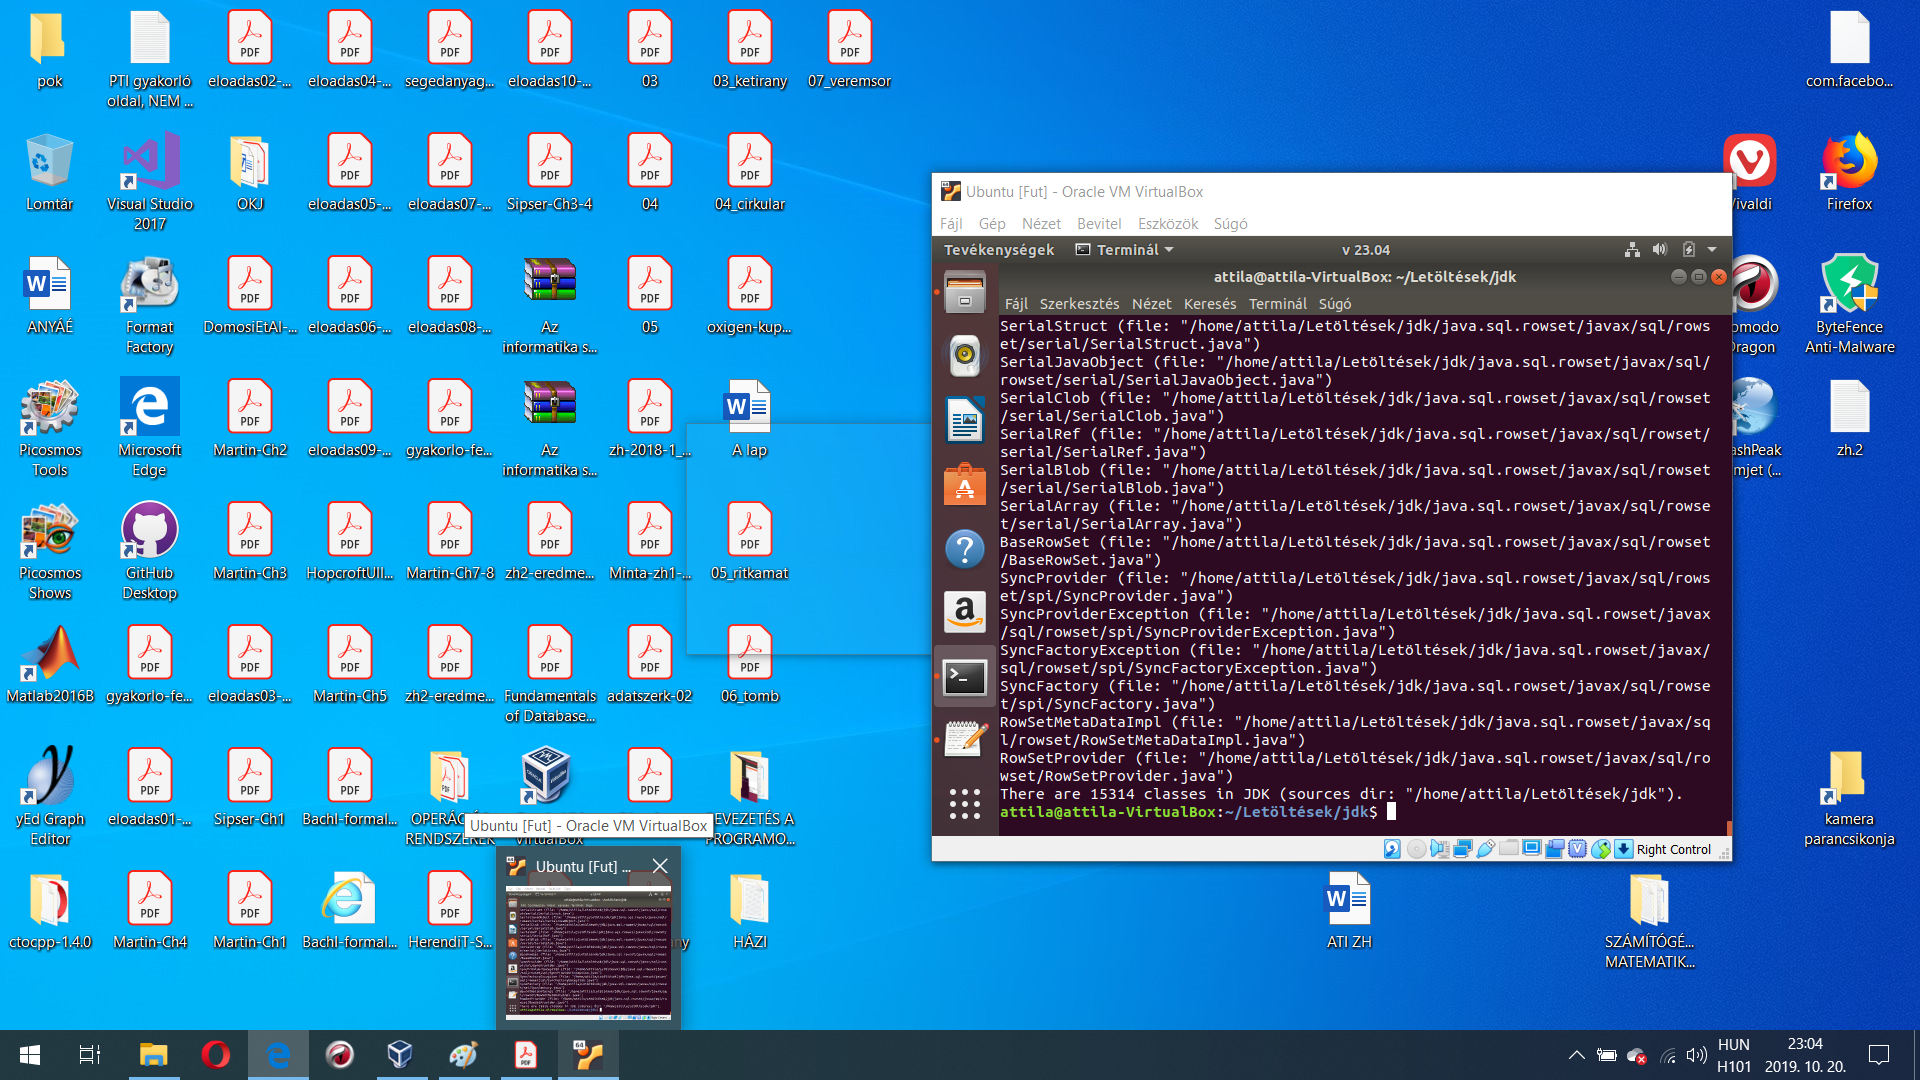 pok
PTI gyakorló
oldal, NEM ...
eloadas02-...
eloadas04-...
segedanyag...
eloadas10-...
03
03_ketirany
07_veremsor
com.facebo...
Lomtár
Visual Studio
2017
OKJ
eloadas05-...
eloadas07-...
Sipser-Ch3-4
04
04_cirkular
Vivaldi
Firefox
ANYÁÉ
Format
Factory
DomosiEtAl-...
eloadas06-...
eloadas08-...
Az
informatika s...
05
oxigen-kup...
ByteFence
Anti-Malware
Picosmos
Tools
Microsoft
Edge
Martin-Ch2
eloadas09-...
gyakorlo-fe...
Az
informatika s...
zh-2018-1_...
A lap
zh.2
Picosmos
Shows
GitHub
Desktop
Martin-Ch3
HopcroftUll...
Martin-Ch7-8
zh2-eredme...
Minta-zh1-...
05_ritkamat
Matlab2016B
gyakorlo-fe...
eloadas03-...
Martin-Ch5
zh2-eredme...
Fundamentals
of Database...
adatszerk-02
06_tomb
yEd Graph
Editor
eloadas01-...
Sipser-Ch1
Bachl-formal...
RENDSZEREK
kamera
parancsikonja
ctocpp-1.4.0
Martin-Ch4
Martin-Ch1
Bachl-formal...
HerendiT-S...
HÁZI
ATI ZH
SZÁMÍTÓGÉ...
MATEMATIK...
Ubuntu [Fut] - Oracle VM VirtualBox
Fájl Gép Nézet Bevitel Eszközök Súgó
Tevékenységek Terminál v 23.04
attila@attila-VirtualBox: ~/Letöltések/jdk
Fájl Szerkesztés Nézet Keresés Terminál Súgó
SerialStruct (file: "/home/attila/Letöltések/jdk/java.sql.rowset/javax/sql/rows
et/serial/SerialStruct.java")
SerialJavaObject (file: "/home/attila/Letöltések/jdk/java.sql.rowset/javax/sql/
rowset/serial/SerialJavaObject.java")
SerialClob (file: "/home/attila/Letöltések/jdk/java.sql.rowset/javax/sql/rowset
/serial/SerialClob.java")
SerialRef (file: "/home/attila/Letöltések/jdk/java.sql.rowset/javax/sql/rowset/
serial/SerialRef.java")
SerialBlob (file: "/home/attila/Letöltések/jdk/java.sql.rowset/javax/sql/rowset
/serial/SerialBlob.java")
SerialArray (file: "/home/attila/Letöltések/jdk/java.sql.rowset/javax/sql/rowse
t/serial/SerialArray.java")
BaseRowSet (file: "/home/attila/Letöltések/jdk/java.sql.rowset/javax/sql/rowset
/BaseRowSet.java")
SyncProvider (file: "/home/attila/Letöltések/jdk/java.sql.rowset/javax/sql/rows
et/spi/SyncProvider.java")
SyncProviderException (file: "/home/attila/Letöltések/jdk/java.sql.rowset/javax
/sql/rowset/spi/SyncProviderException.java")
SyncFactoryException (file: "/home/attila/Letöltések/jdk/java.sql.rowset/javax/
sql/rowset/spi/SyncFactoryException.java")
SyncFactory (file: "/home/attila/Letöltések/jdk/java.sql.rowset/javax/sql/rowse
t/spi/SyncFactory.java")
RowSetMetaDataImpl (file: "/home/attila/Letöltések/jdk/java.sql.rowset/javax/sq
l/rowset/RowSetMetaDataImpl.java")
RowSetProvider (file: "/home/attila/Letöltések/jdk/java.sql.rowset/javax/sql/ro
wset/RowSetProvider.java")
There are 15314 classes in JDK (sources dir: "/home/attila/Letöltések/jdk").
attila@attila-VirtualBox:~/Letöltések/jdk$
Right Control
Ubuntu [Fut] - Oracle VM VirtualBox
Ubuntu [Fut] ...
HUN
H101
23:04
2019. 10. 20.